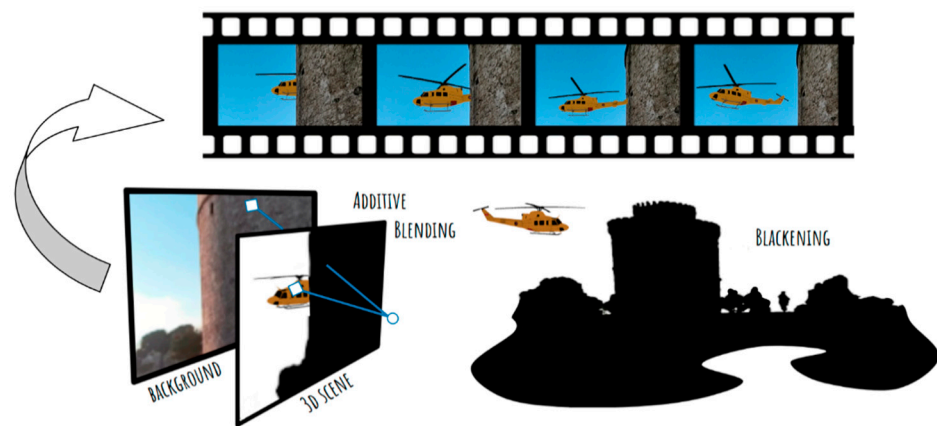 Additive
Blending
Blackening
Background
3D Scene